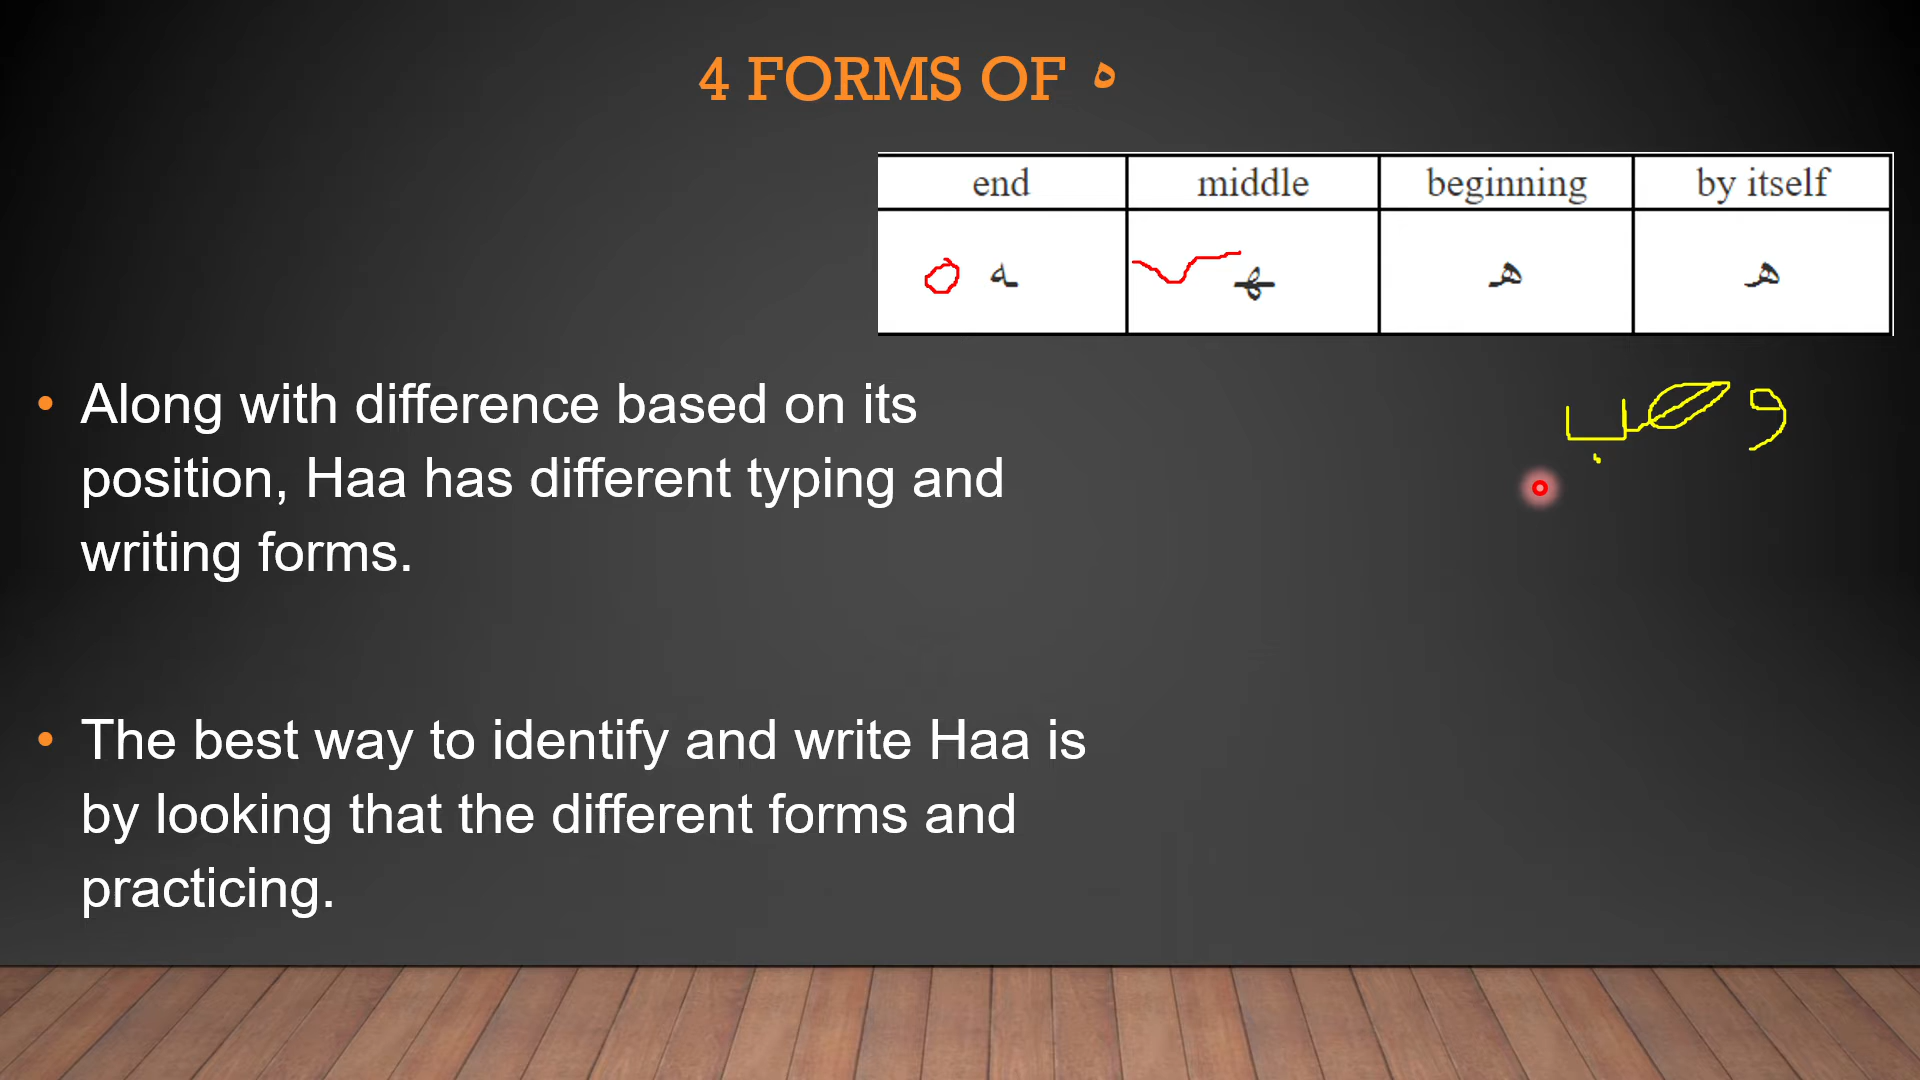 4 FORMS OF ه
end middle beginning by itself
ـه ـهـ هـ هـ
وهب
• Along with difference based on its
position, Haa has different typing and
writing forms.
• The best way to identify and write Haa is
by looking that the different forms and
practicing.